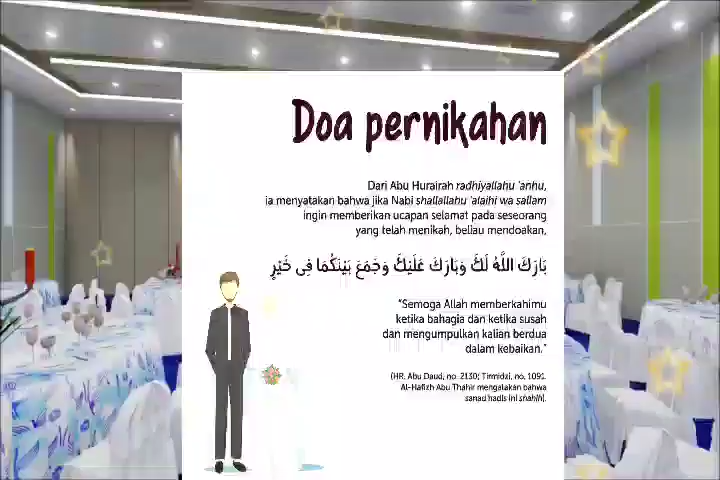 Doa pernikahan
Dari Abu Hurairah radhiyallahu 'anhu,
ia menyatakan bahwa jika Nabi shallallahu 'alaihi wa sallam
ingin memberikan ucapan selamat pada seseorang
yang telah menikah, beliau mendoakan,
بَارَكَ اللَّهُ لَكَ وَبَارَكَ عَلَيْكَ وَجَمَعَ بَيْنَكُمَا فِى خَيْرٍ
"Semoga Allah memberkahimu
ketika bahagia dan ketika susah
dan mengumpulkan kalian berdua
dalam kebaikan."
(HR. Abu Daud, no. 2130; Tirmidzi, no. 1091.
Al-Hafizh Abu Thahir mengatakan bahwa
sanad hadis ini shahih).